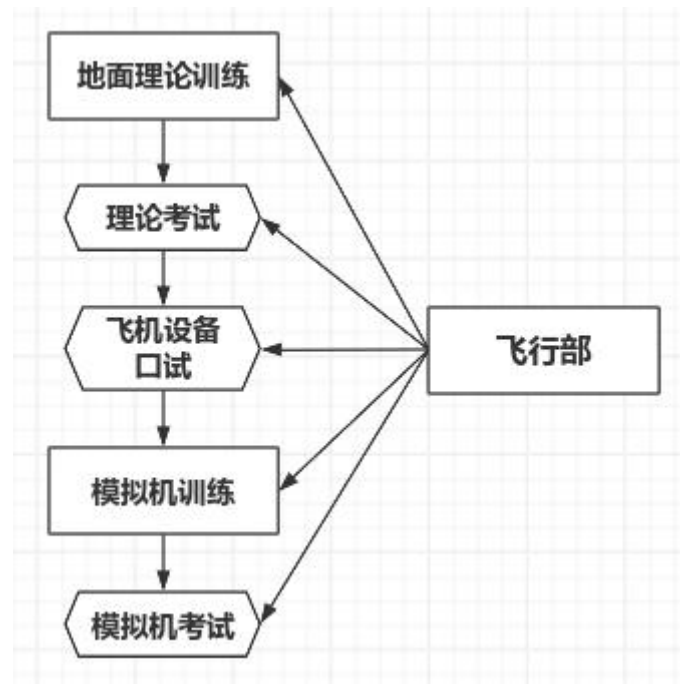 地面理论训练
理论考试
飞机设备
口试
飞行部
模拟机训练
模拟机考试